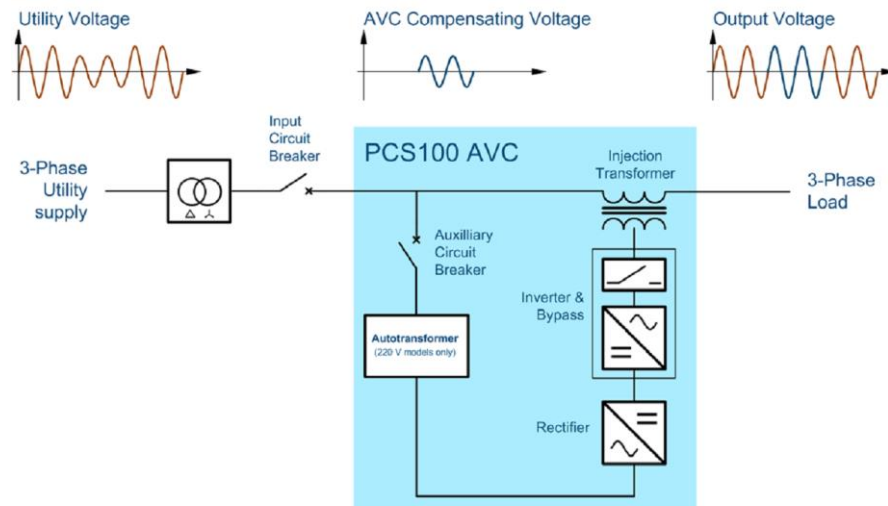 Utility Voltage
AVC Compensating Voltage
Output Voltage
Input
Circuit
Breaker
3-Phase
Utility
supply
PCS100 AVC
Injection
Transformer
3-Phase
Load
Auxilliary
Circuit
Breaker
Inverter &
Bypass
Autotransformer
(220 V models only)
Rectifier